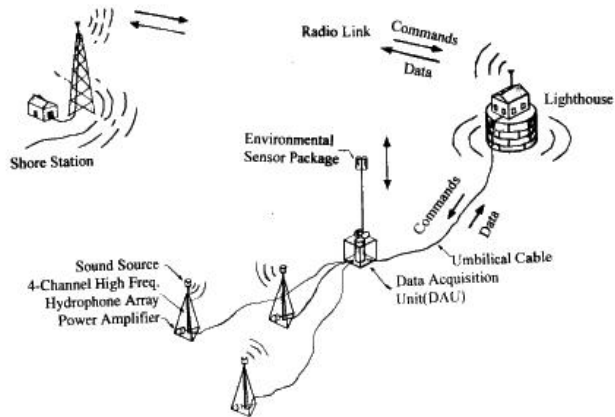 Radio Link
Commands
Data
Lighthouse
Shore Station
Environmental
Sensor Package
Commands
Data
Umbilical Cable
Data Acquisition
Unit(DAU)
Sound Source
4-Channel High Freq.
Hydrophone Array
Power Amplifier